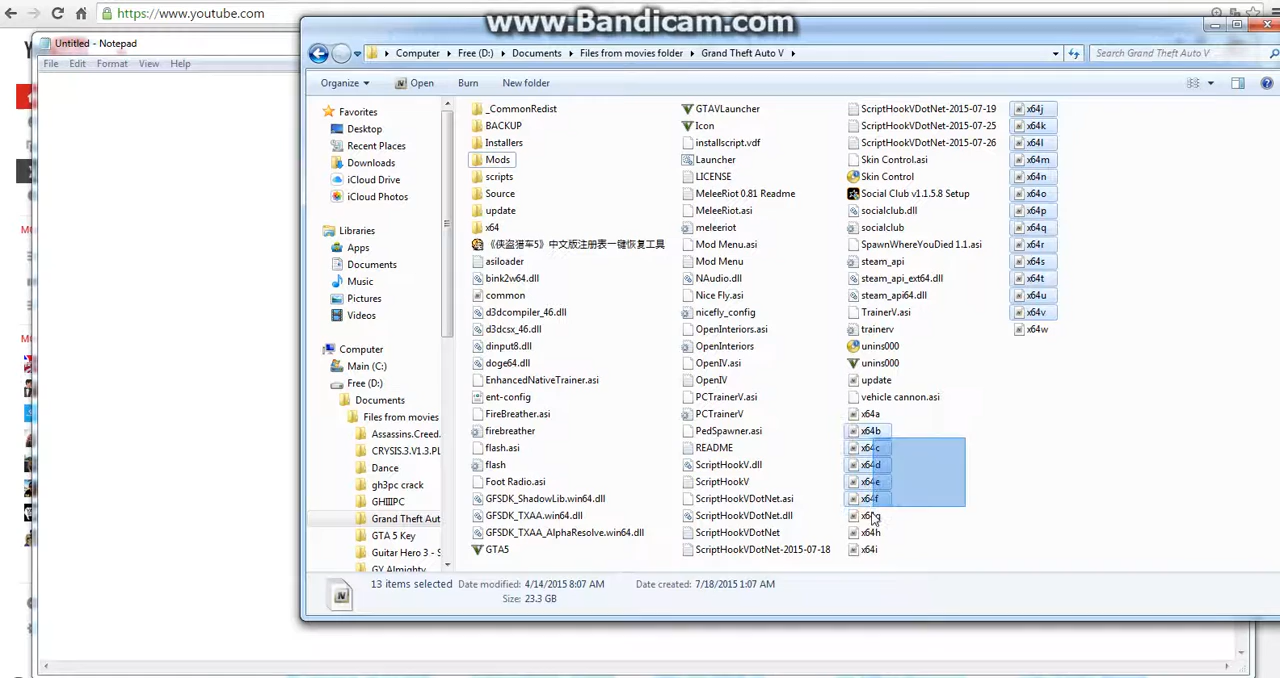 https://www.youtube.com
www.Bandicam.com
Untitled - Notepad
File Edit Format View Help
Computer Free (D:) Documents Files from movies folder Grand Theft Auto V
Search Grand Theft Auto V
Organize Open Burn New folder
Favorites
Desktop
Recent Places
Downloads
iCloud Drive
iCloud Photos
Libraries
Apps
Documents
Music
Pictures
Videos
Computer
Main (C:)
Free (D:)
Documents
Files from movies
Assassins.Creed.
CRYSIS.3.V1.3.PL
Dance
gh3pc crack
GHIIIPC
Grand Theft Aut
GTA 5 Key
Guitar Hero 3 - S
GY Almighty
_CommonRedist
BACKUP
Installers
Mods
scripts
Source
update
x64
《侠盗猎车5》中文版注册表一键恢复工具
asiloader
bink2w64.dll
common
d3dcompiler_46.dll
d3dcsx_46.dll
dinput8.dll
doge64.dll
EnhancedNativeTrainer.asi
ent-config
FireBreather.asi
firebreather
flash.asi
flash
Foot Radio.asi
GFSDK_ShadowLib.win64.dll
GFSDK_TXAA.win64.dll
GFSDK_TXAA_AlphaResolve.win64.dll
GTA5
GTAVLauncher
Icon
installscript.vdf
Launcher
LICENSE
MeleeRiot 0.81 Readme
MeleeRiot.asi
meleeriot
Mod Menu.asi
Mod Menu
NAudio.dll
Nice Fly.asi
nicefly_config
OpenInteriors.asi
OpenInteriors
OpenIV.asi
OpenIV
PCTrainerV.asi
PCTrainerV
PedSpawner.asi
README
ScriptHookV.dll
ScriptHookV
ScriptHookVDotNet.asi
ScriptHookVDotNet.dll
ScriptHookVDotNet
ScriptHookVDotNet-2015-07-18
ScriptHookVDotNet-2015-07-19
ScriptHookVDotNet-2015-07-25
ScriptHookVDotNet-2015-07-26
Skin Control.asi
Skin Control
Social Club v1.1.5.8 Setup
socialclub.dll
socialclub
SpawnWhereYouDied 1.1.asi
steam_api
steam_api_ext64.dll
steam_api64.dll
TrainerV.asi
trainerv
unins000
unins000
update
vehicle cannon.asi
x64a
x64b
x64c
x64d
x64e
x64f
x64g
x64h
x64i
x64j
x64k
x64l
x64m
x64n
x64o
x64p
x64q
x64r
x64s
x64t
x64u
x64v
x64w
13 items selected Date modified: 4/14/2015 8:07 AM Date created: 7/18/2015 1:07 AM
Size: 23.3 GB